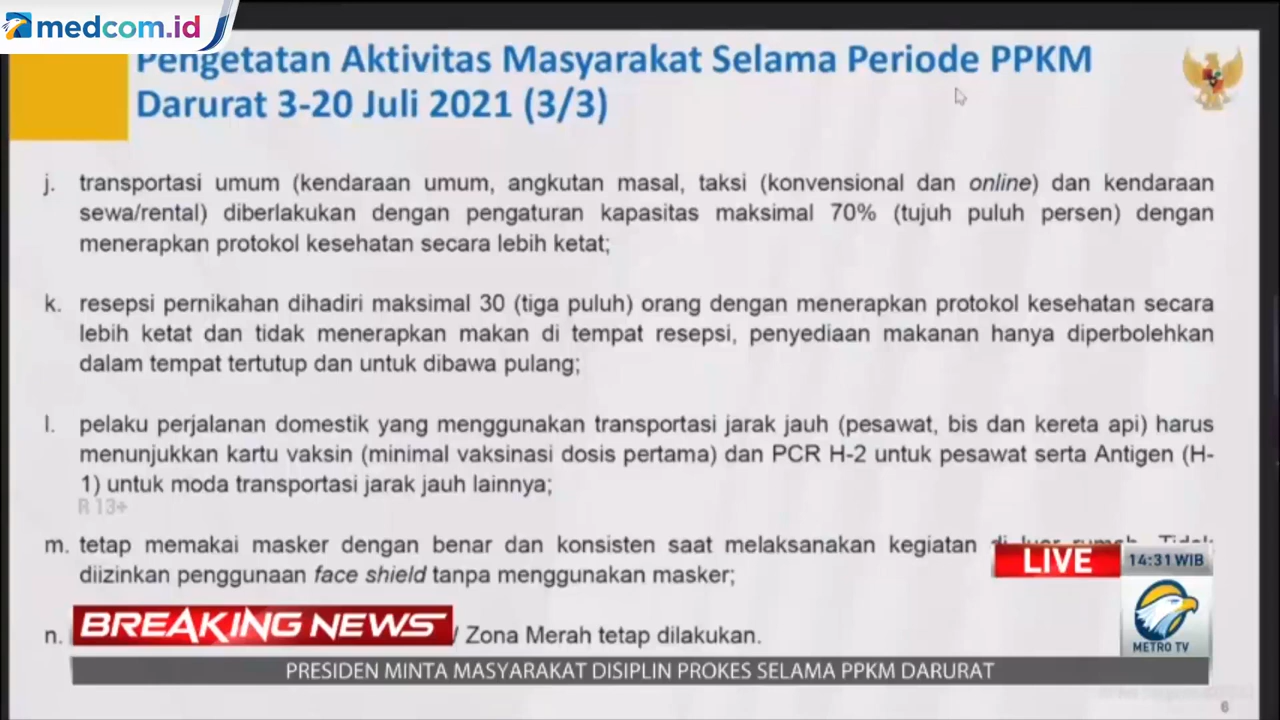 medcom.id
Pengetatan Aktivitas Masyarakat Selama Periode PPKM
Darurat 3-20 Juli 2021 (3/3)
j. transportasi umum (kendaraan umum, angkutan masal, taksi (konvensional dan online) dan kendaraan
sewa/rental) diberlakukan dengan pengaturan kapasitas maksimal 70% (tujuh puluh persen) dengan
menerapkan protokol kesehatan secara lebih ketat;
k. resepsi pernikahan dihadiri maksimal 30 (tiga puluh) orang dengan menerapkan protokol kesehatan secara
lebih ketat dan tidak menerapkan makan di tempat resepsi, penyediaan makanan hanya diperbolehkan
dalam tempat tertutup dan untuk dibawa pulang;
l. pelaku perjalanan domestik yang menggunakan transportasi jarak jauh (pesawat, bis dan kereta api) harus
menunjukkan kartu vaksin (minimal vaksinasi dosis pertama) dan PCR H-2 untuk pesawat serta Antigen (H-
1) untuk moda transportasi jarak jauh lainnya;
R 13+
m. tetap memakai masker dengan benar dan konsisten saat melaksanakan kegiatan di luar rumah. Tidak
diizinkan penggunaan face shield tanpa menggunakan masker;
LIVE 14:31 WIB
n. BREAKING NEWS / Zona Merah tetap dilakukan.
METRO TV
PRESIDEN MINTA MASYARAKAT DISIPLIN PROKES SELAMA PPKM DARURAT
6